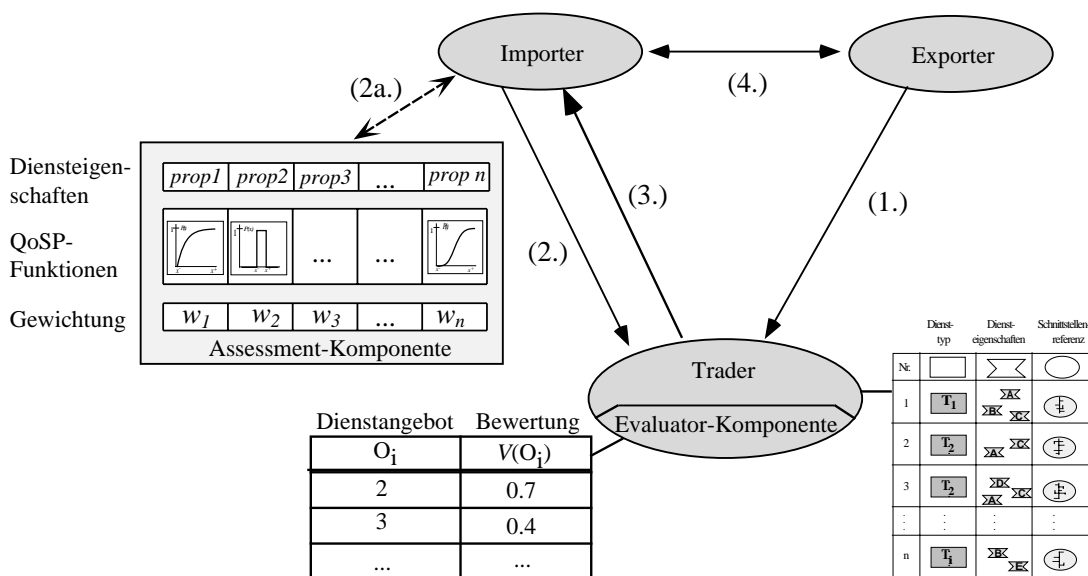 Importer
Exporter
(2a.)
(4.)
Diensteigen-
schaften
prop1 prop2 prop3 ... prop n
(3.)
(1.)
QoSP-
Funktionen
... ...
(2.)
Gewichtung
w1 w2 w3 ... wn
Assessment-Komponente
Trader
Evaluator-Komponente
Dienstangebot Bewertung
Oi V(Oi)
2 0.7
3 0.4
... ...
Dienst-
typ
Dienst-
eigenschaften
Schnittstellen-
referenz
Nr.
1 T1 A B C
2 T2 A C
3 T2 D A C
: : : : :
n Ti B E